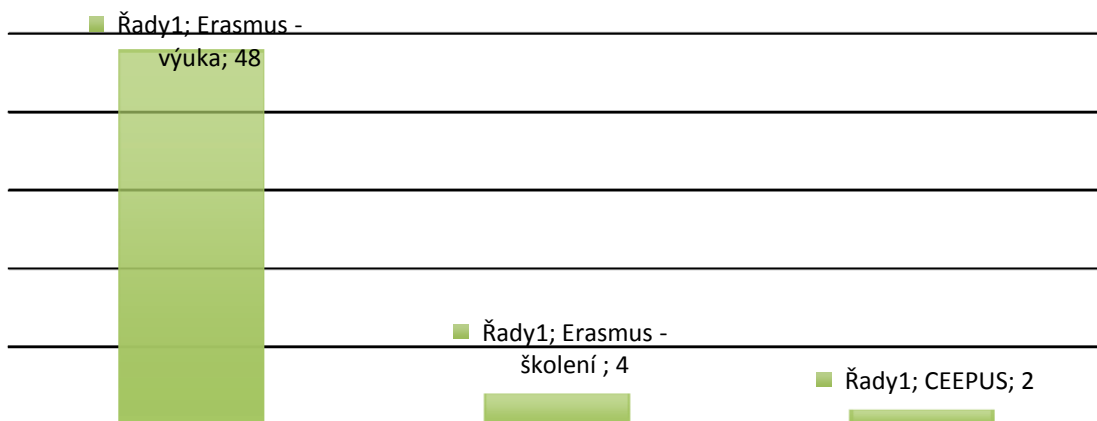 Řady1; Erasmus -
výuka; 48
Řady1; Erasmus -
školení ; 4
Řady1; CEEPUS; 2